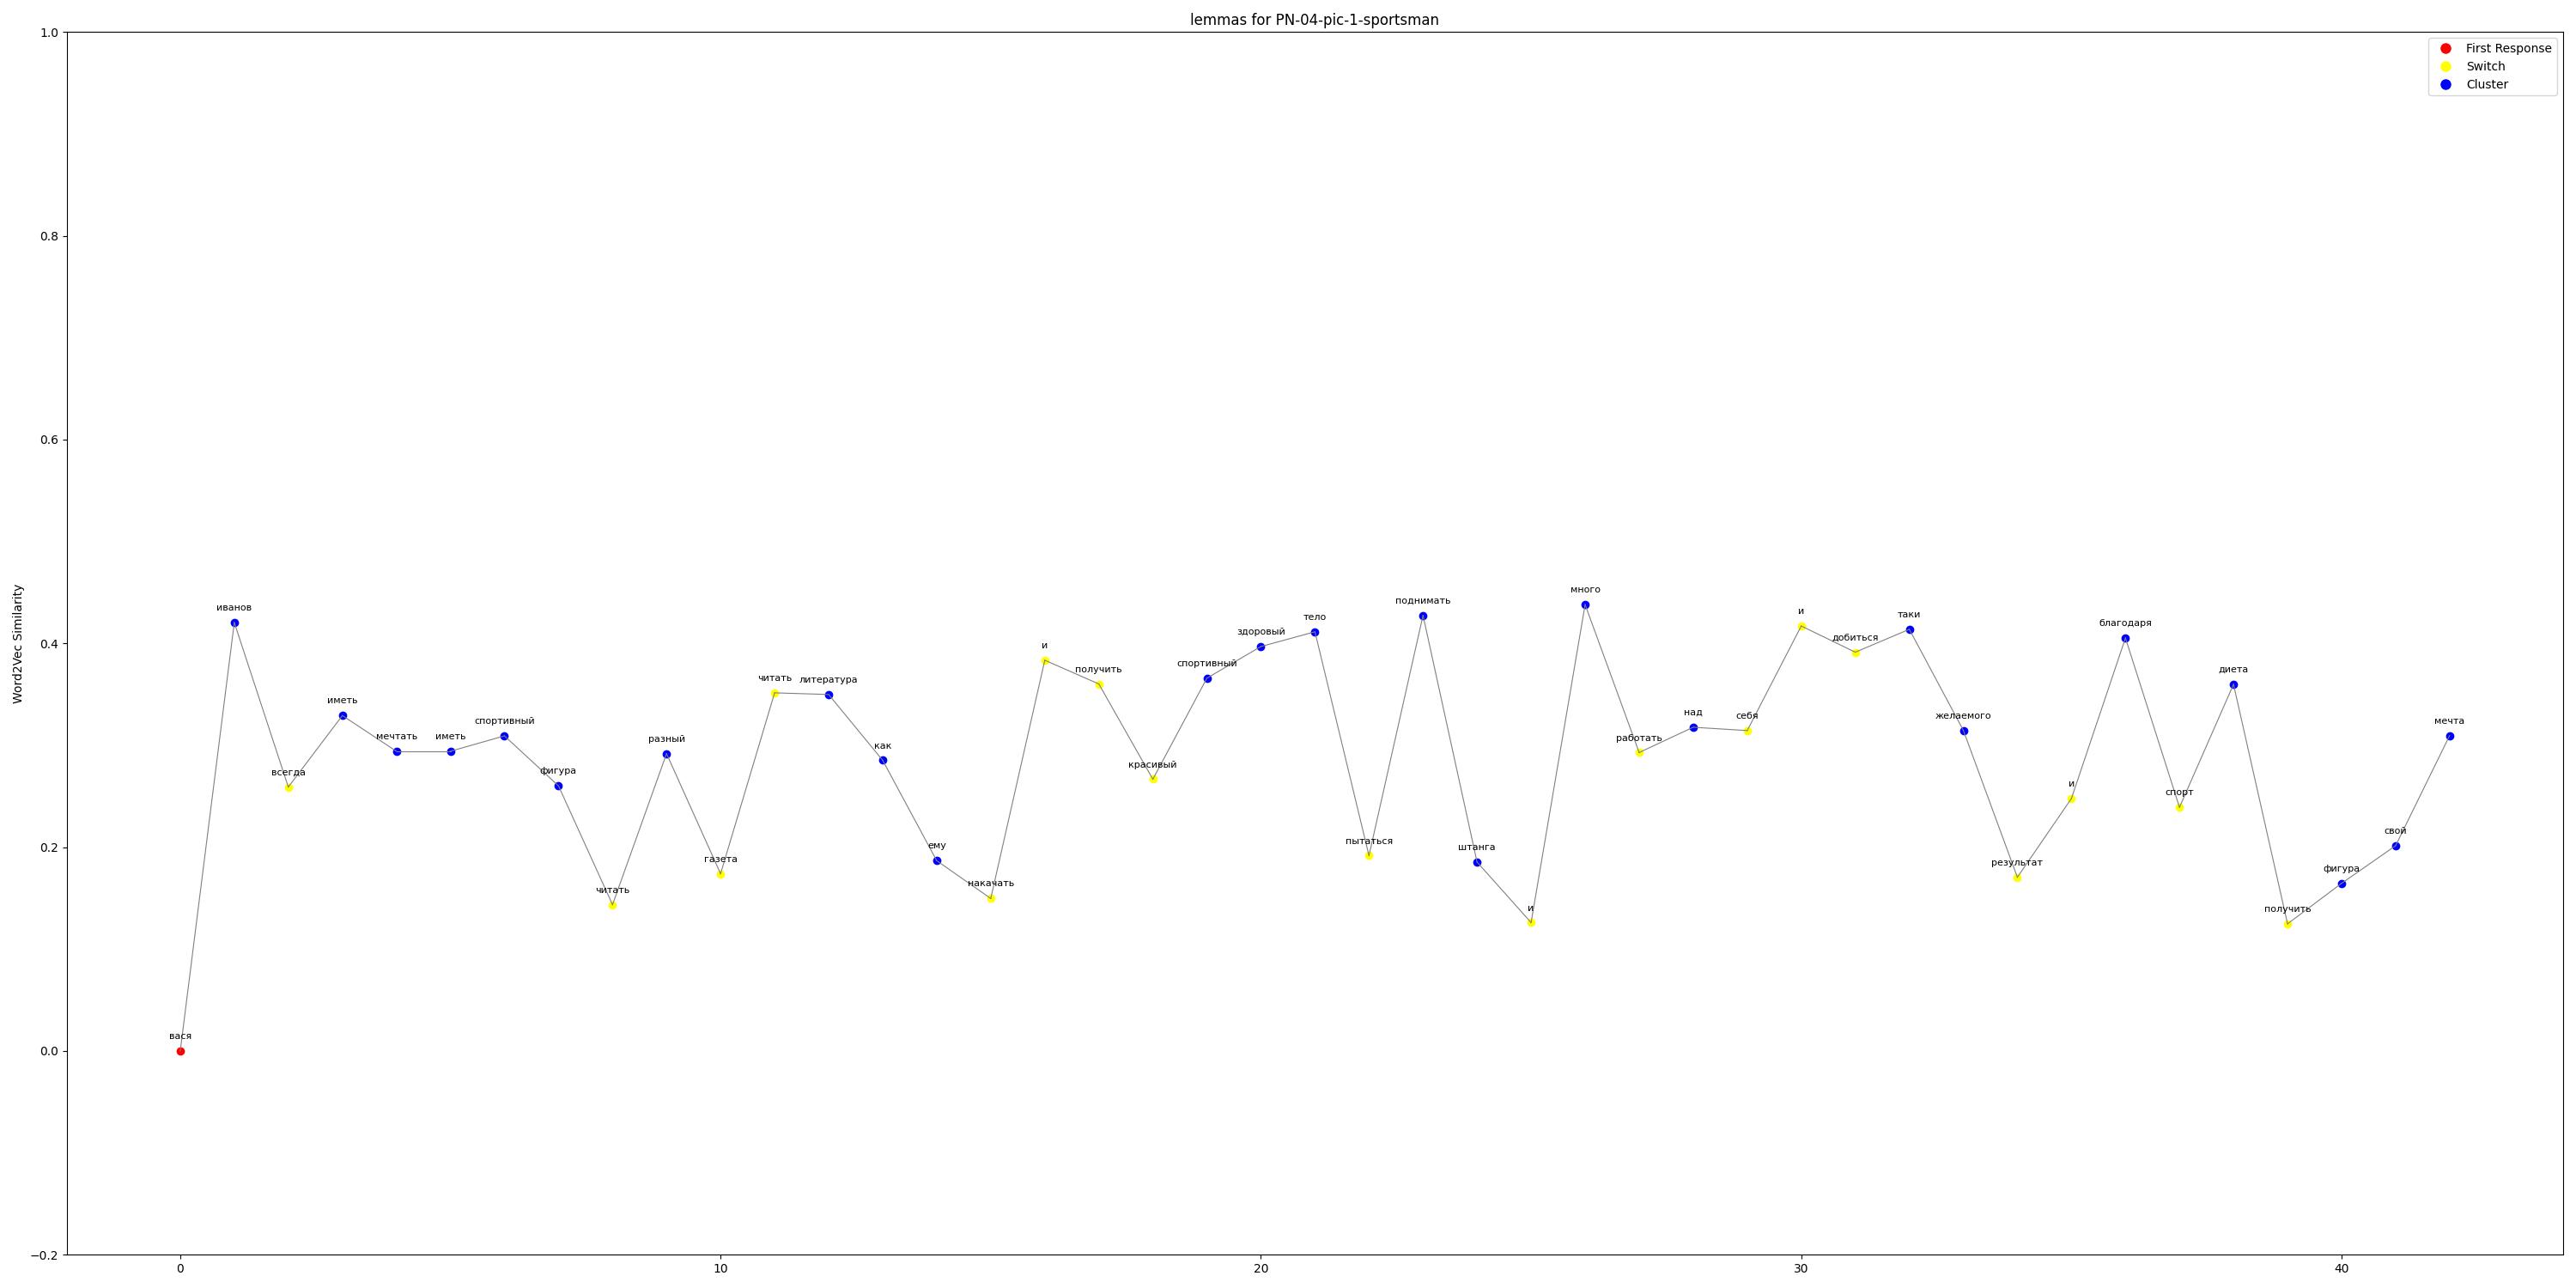 lemmas for PN-04-pic-1-sportsman
First Response
Switch
Cluster
Word2Vec Similarity
1.0
0.8
0.6
0.4
0.2
0.0
−0.2
вася
иванов
всегда
иметь
мечтать
иметь
спортивный
фигура
читать
разный
газета
читать
литература
как
ему
накачать
и
получить
красивый
спортивный
здоровый
тело
пытаться
поднимать
штанга
и
много
работать
над
себя
и
добиться
таки
желаемого
результат
и
благодаря
спорт
диета
получить
фигура
свой
мечта
0
10
20
30
40